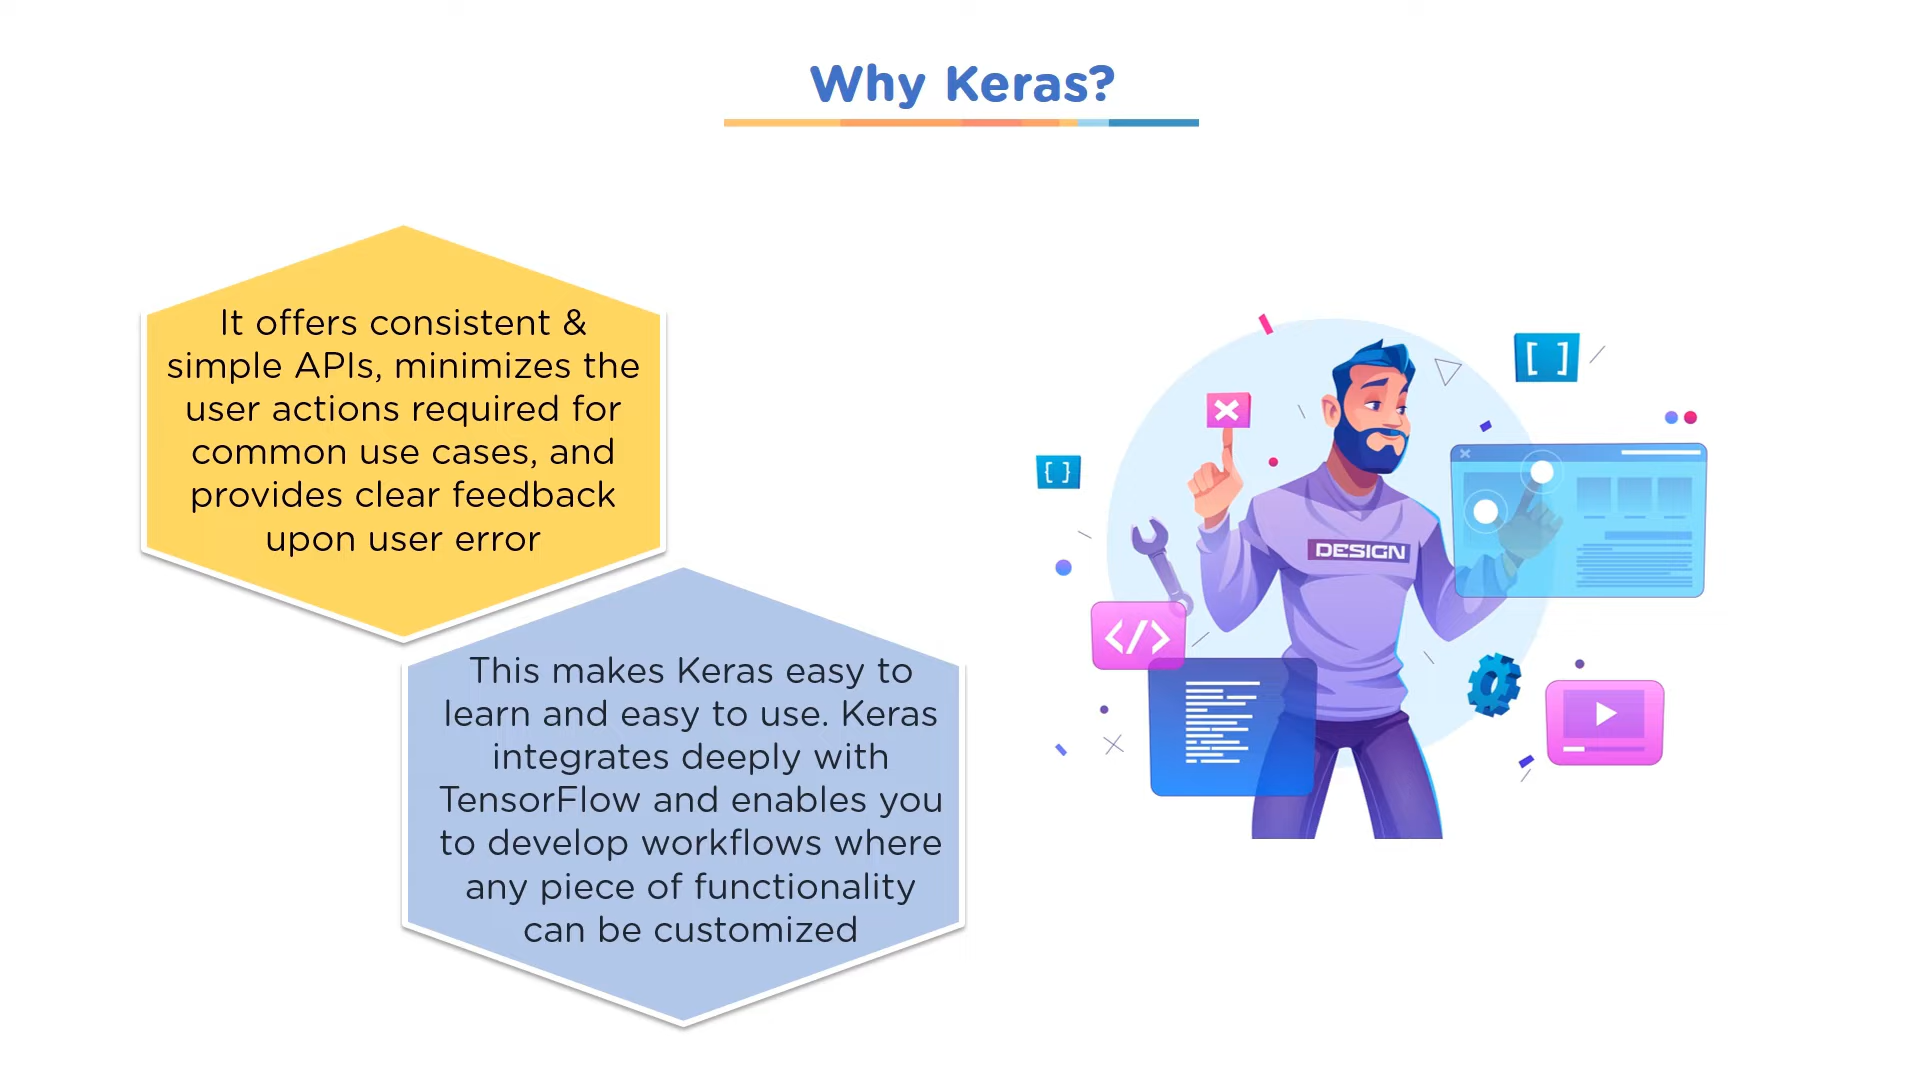 Why Keras?
It offers consistent &
simple APIs, minimizes the
user actions required for
common use cases, and
provides clear feedback
upon user error
This makes Keras easy to
learn and easy to use. Keras
integrates deeply with
TensorFlow and enables you
to develop workflows where
any piece of functionality
can be customized
[ ]
{ }
DESIGN
</>